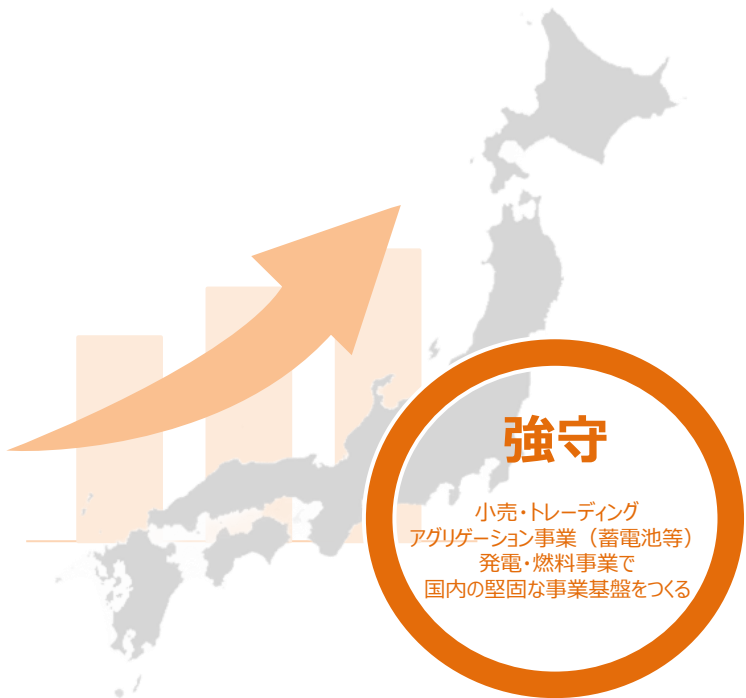 強守
小売・トレーディング
アグリゲーション事業（蓄電池等）
発電・燃料事業で
国内の堅固な事業基盤をつくる